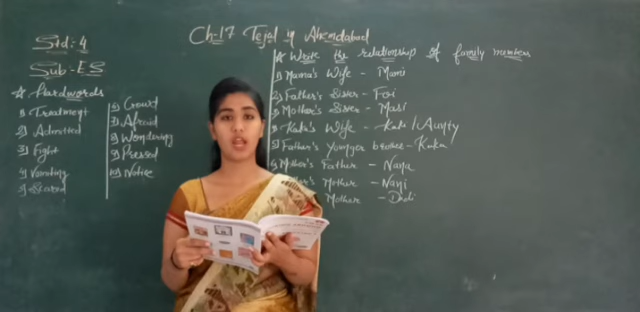 Ch-17 Tejal in Ahemdabad
Std: 4
Sub:- ES
* Hardwords
1) Treatment
2) Admitted
3) Fight
4) Vomiting
5) Scared
6) Crowd
7) Afraid
8) Wondering
9) Pressed
10) Notice
* Write the relationship of family members
1) Mama's Wife - Mami
2) Father's Sister - Foi
3) Mother's Sister - Masi
4) Kaka's Wife - Kaki / Aunty
5) Father's younger brother - Kaka
6) Mother's Father - Nana
Mother - Nani
Mother - Dadi